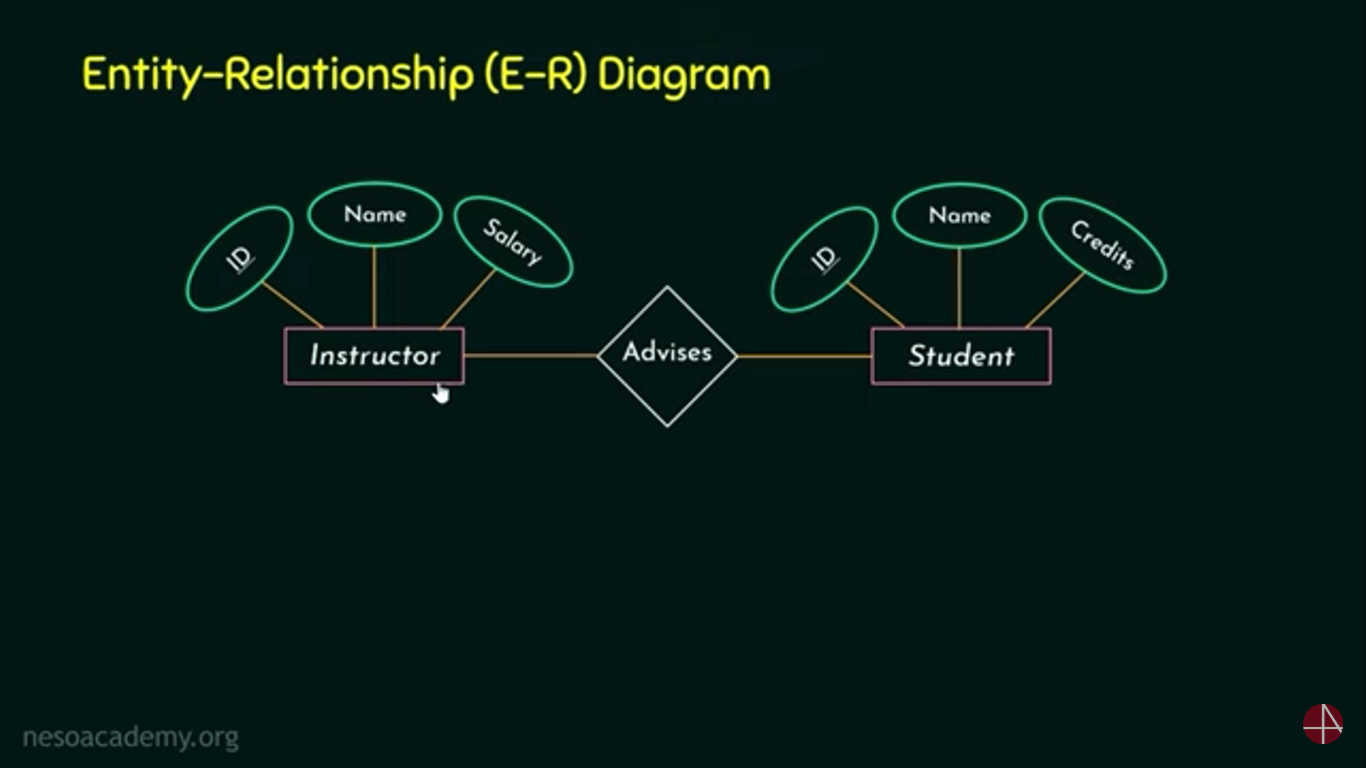 Entity-Relationship (E-R) Diagram
ID
Name
Salary
ID
Name
Credits
Instructor
Advises
Student
nesoacademy.org